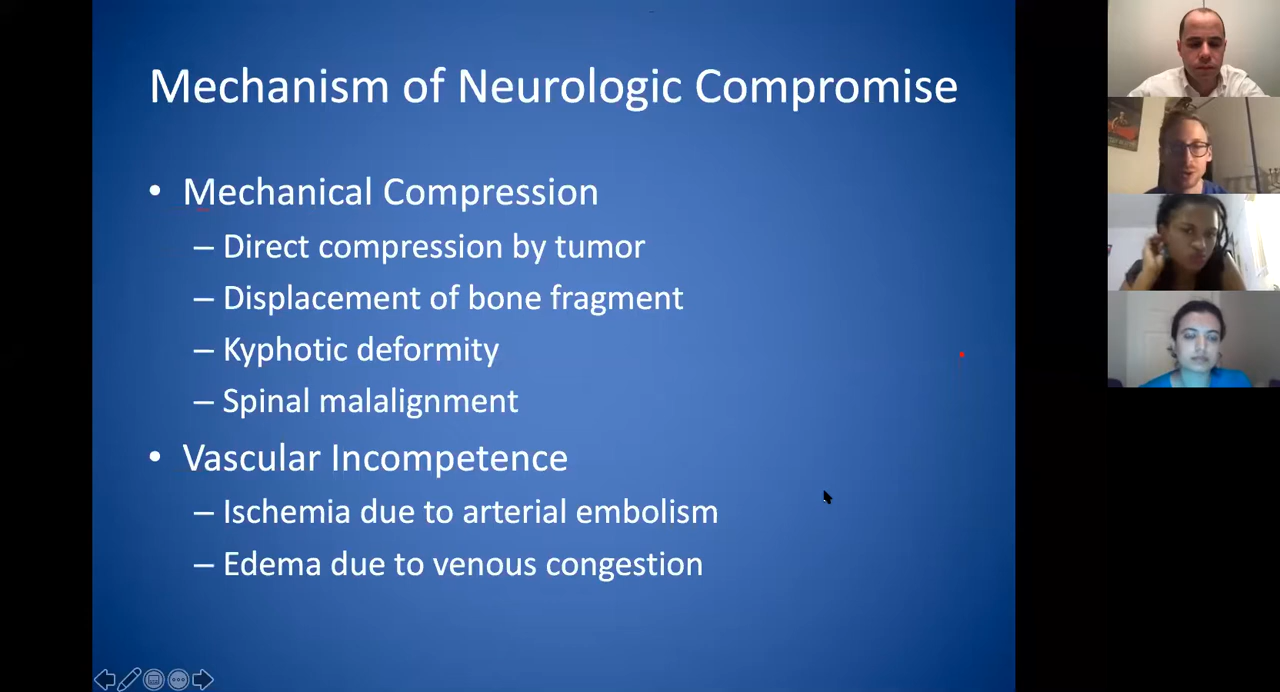 Mechanism of Neurologic Compromise
• Mechanical Compression
– Direct compression by tumor
– Displacement of bone fragment
– Kyphotic deformity
– Spinal malalignment
• Vascular Incompetence
– Ischemia due to arterial embolism
– Edema due to venous congestion